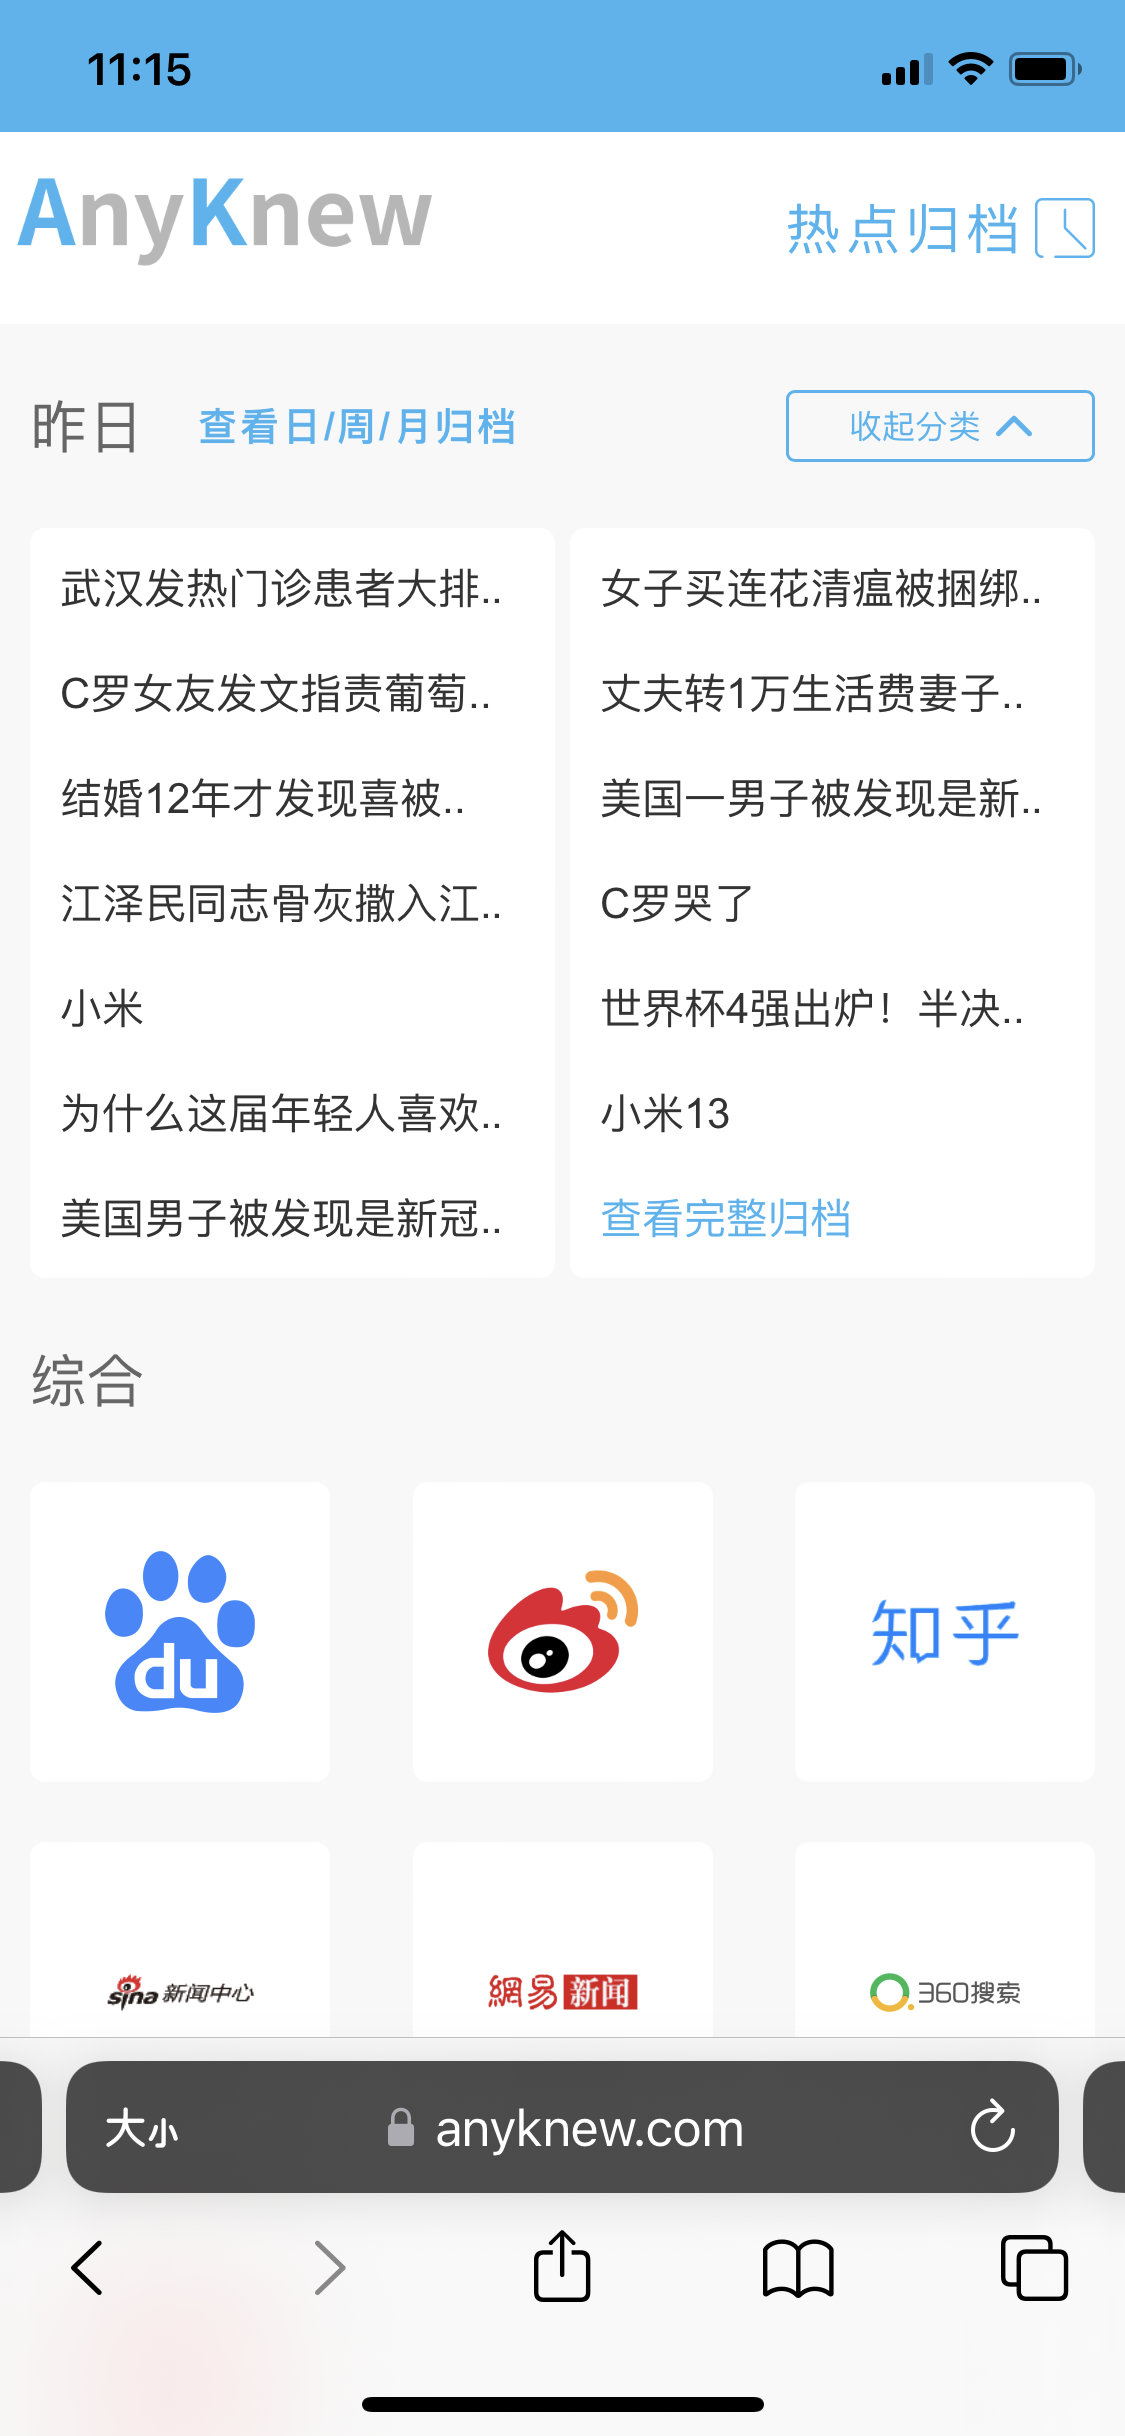 11:15
AnyKnew
热点归档
昨日
查看日/周/月归档
收起分类
武汉发热门诊患者大排..
女子买连花清瘟被捆绑..
C罗女友发文指责葡萄..
丈夫转1万生活费妻子..
结婚12年才发现喜被..
美国一男子被发现是新..
江泽民同志骨灰撒入江..
C罗哭了
小米
世界杯4强出炉！半决..
为什么这届年轻人喜欢..
小米13
美国男子被发现是新冠..
查看完整归档
综合
du
知乎
sina新闻中心
網易新闻
360搜索
大小
anyknew.com